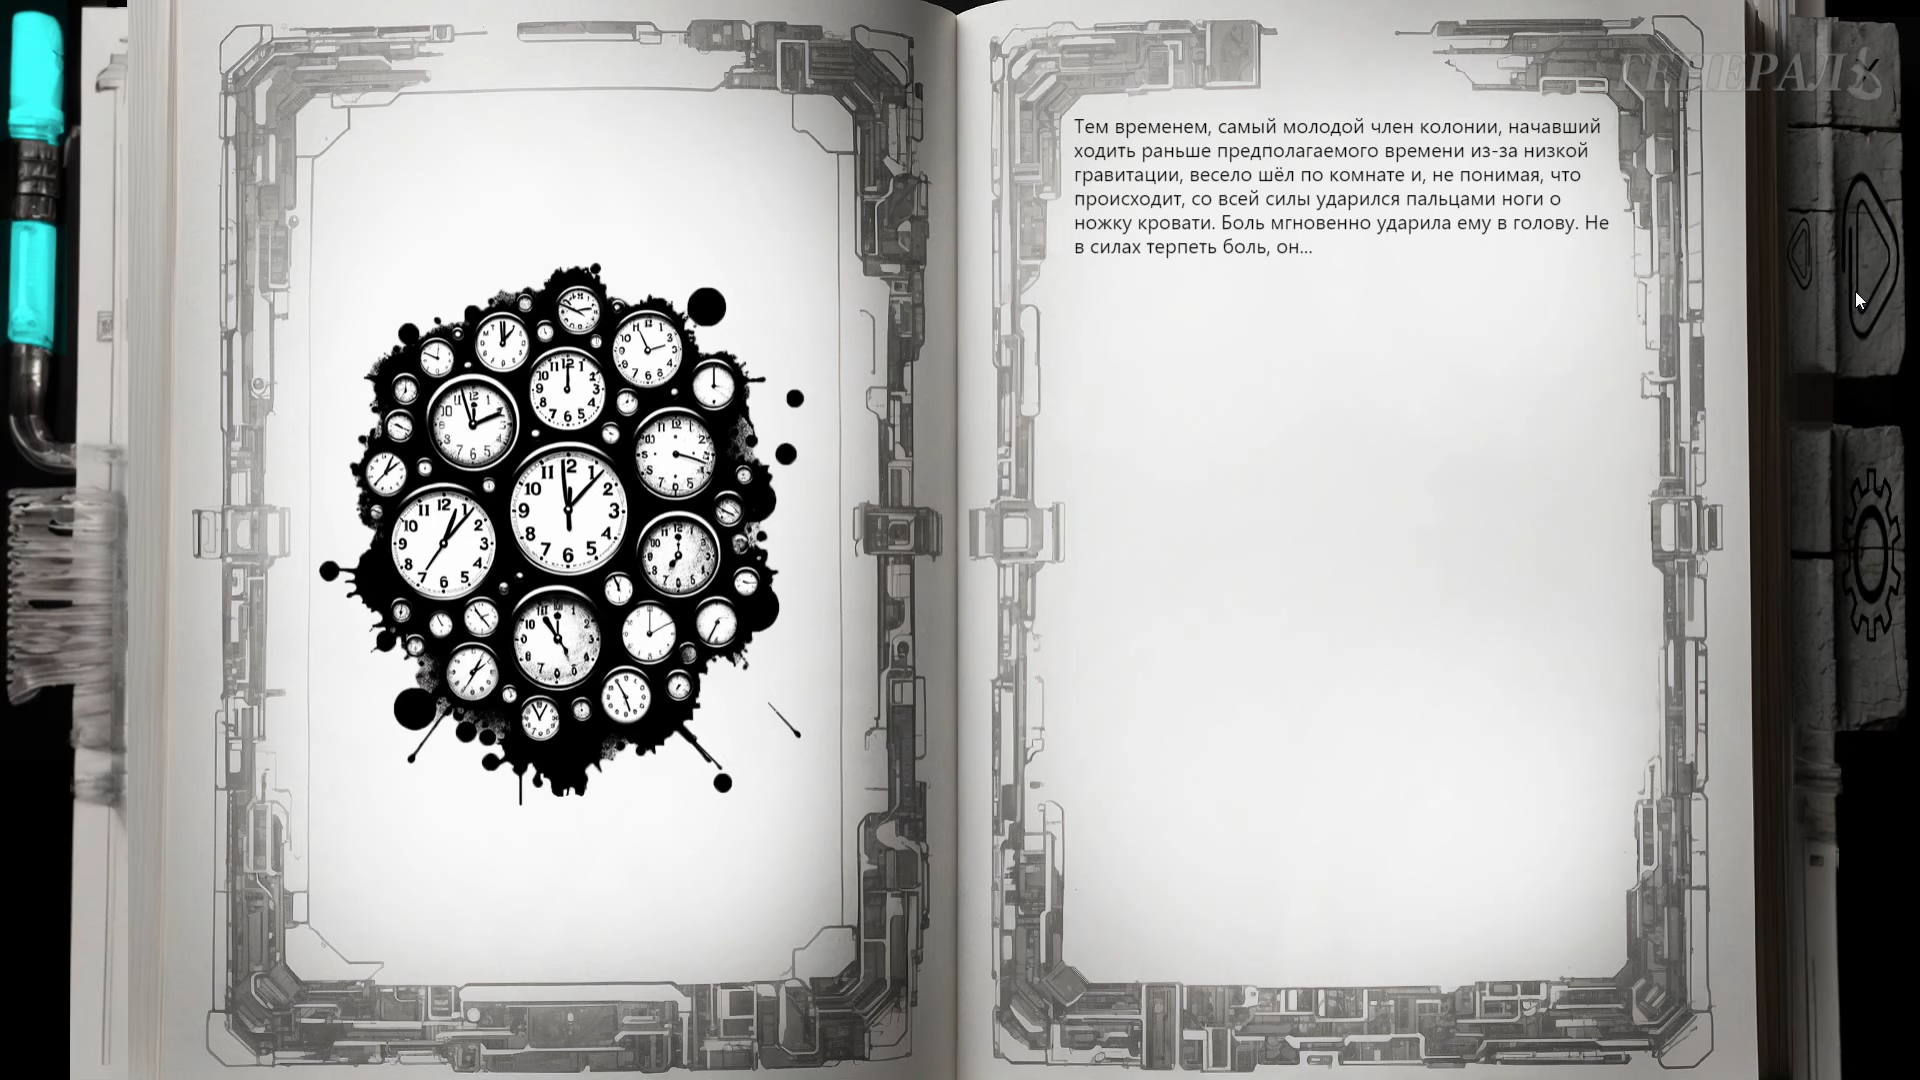 ГЕНЕРАЛ
Тем временем, самый молодой член колонии, начавший
ходить раньше предполагаемого времени из-за низкой
гравитации, весело шёл по комнате и, не понимая, что
происходит, со всей силы ударился пальцами ноги о
ножку кровати. Боль мгновенно ударила ему в голову. Не
в силах терпеть боль, он...